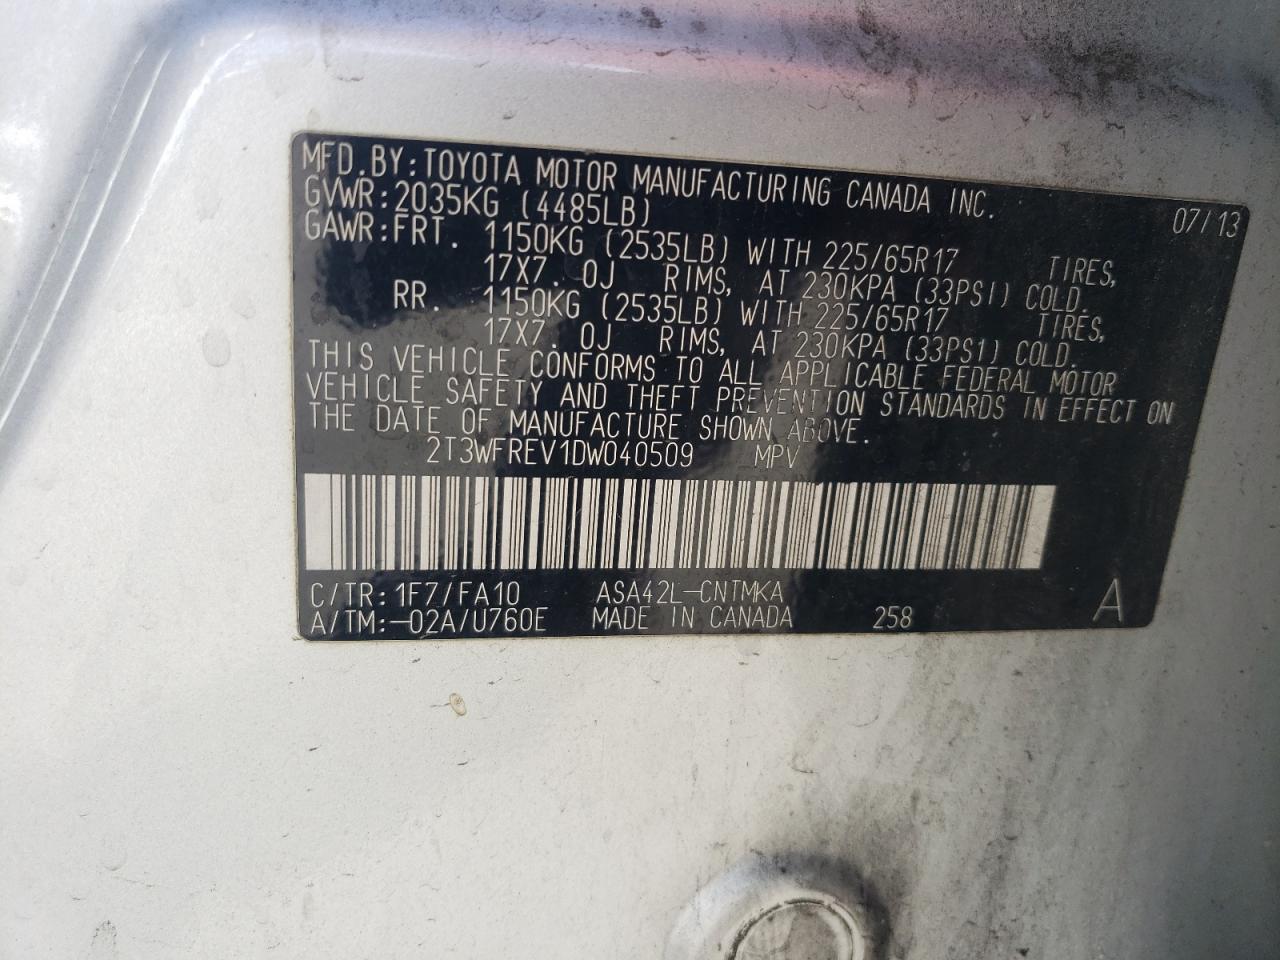 MFD.BY:TOYOTA MOTOR MANUFACTURING CANADA INC. 07/13
GVWR:2035KG (4485LB)
GAWR:FRT. 1150KG (2535LB) WITH 225/65R17 TIRES,
17X7.0J RIMS, AT 230KPA (33PSI) COLD.
RR. 1150KG (2535LB) WITH 225/65R17 TIRES,
17X7.0J RIMS, AT 230KPA (33PSI) COLD.
THIS VEHICLE CONFORMS TO ALL APPLICABLE FEDERAL MOTOR
VEHICLE SAFETY AND THEFT PREVENTION STANDARDS IN EFFECT ON
THE DATE OF MANUFACTURE SHOWN ABOVE.
2T3WFREV1DW040509 MPV
C/TR:1F7/FA10 ASA42L-CNTMKA
A/TM:-02A/U760E MADE IN CANADA 258 A